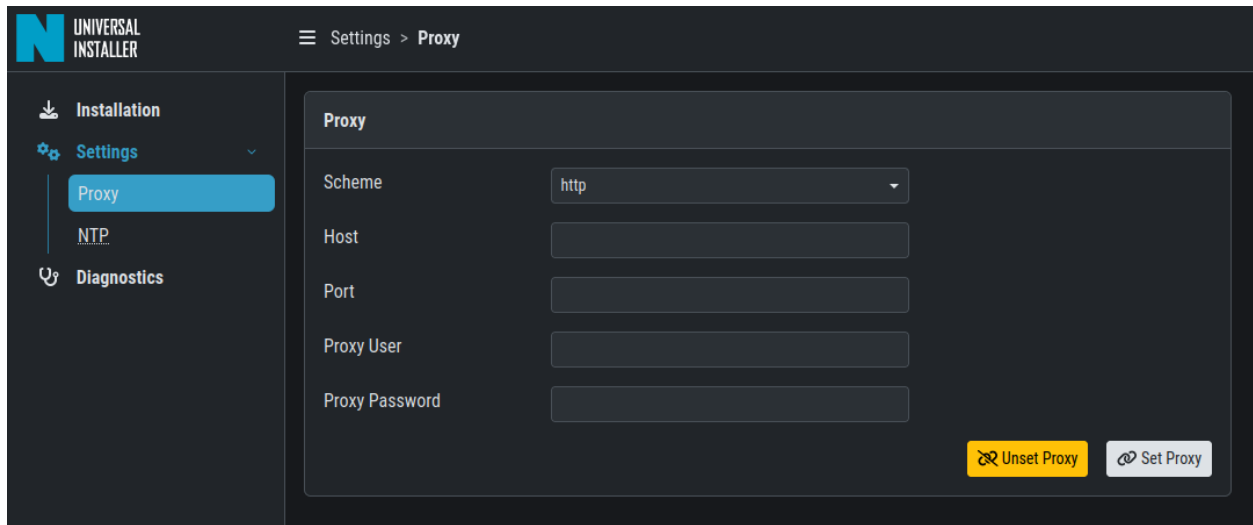 UNIVERSAL
INSTALLER
Settings > Proxy
Installation
Settings
Proxy
NTP
Diagnostics
Proxy
Scheme
http
Host
Port
Proxy User
Proxy Password
Unset Proxy
Set Proxy